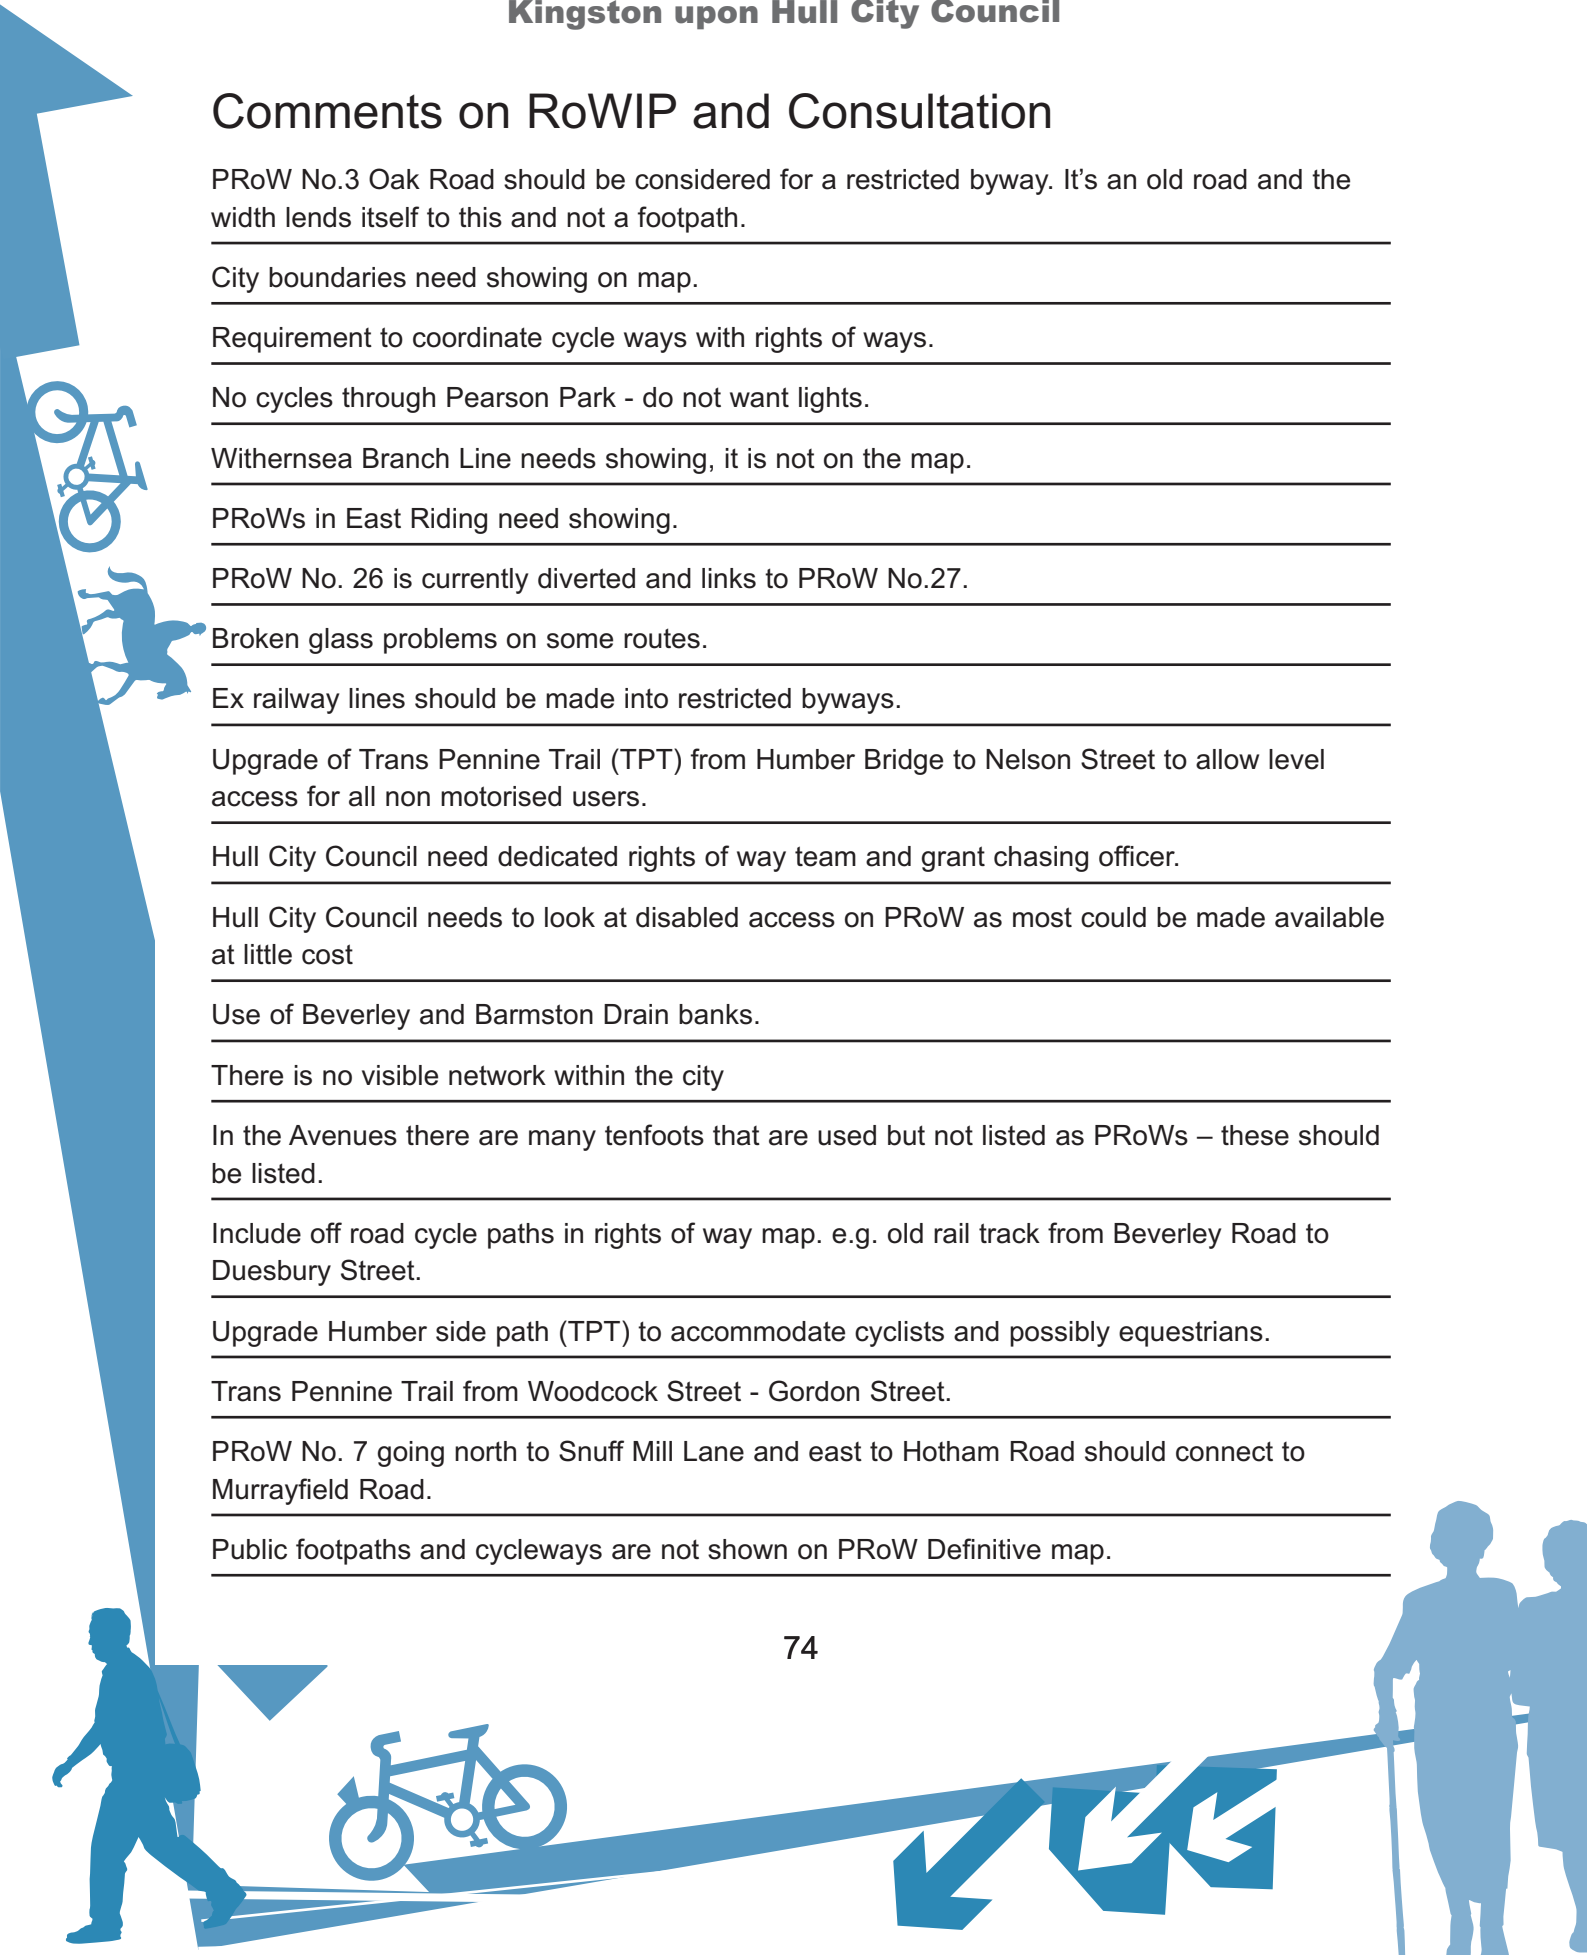 Kingston upon Hull City Council
Comments on RoWIP and Consultation
PRoW No.3 Oak Road should be considered for a restricted byway. It’s an old road and the
width lends itself to this and not a footpath.
City boundaries need showing on map.
Requirement to coordinate cycle ways with rights of ways.
No cycles through Pearson Park - do not want lights.
Withernsea Branch Line needs showing, it is not on the map.
PRoWs in East Riding need showing.
PRoW No. 26 is currently diverted and links to PRoW No.27.
Broken glass problems on some routes.
Ex railway lines should be made into restricted byways.
Upgrade of Trans Pennine Trail (TPT) from Humber Bridge to Nelson Street to allow level
access for all non motorised users.
Hull City Council need dedicated rights of way team and grant chasing officer.
Hull City Council needs to look at disabled access on PRoW as most could be made available
at little cost
Use of Beverley and Barmston Drain banks.
There is no visible network within the city
In the Avenues there are many tenfoots that are used but not listed as PRoWs – these should
be listed.
Include off road cycle paths in rights of way map. e.g. old rail track from Beverley Road to
Duesbury Street.
Upgrade Humber side path (TPT) to accommodate cyclists and possibly equestrians.
Trans Pennine Trail from Woodcock Street - Gordon Street.
PRoW No. 7 going north to Snuff Mill Lane and east to Hotham Road should connect to
Murrayfield Road.
Public footpaths and cycleways are not shown on PRoW Definitive map.
74